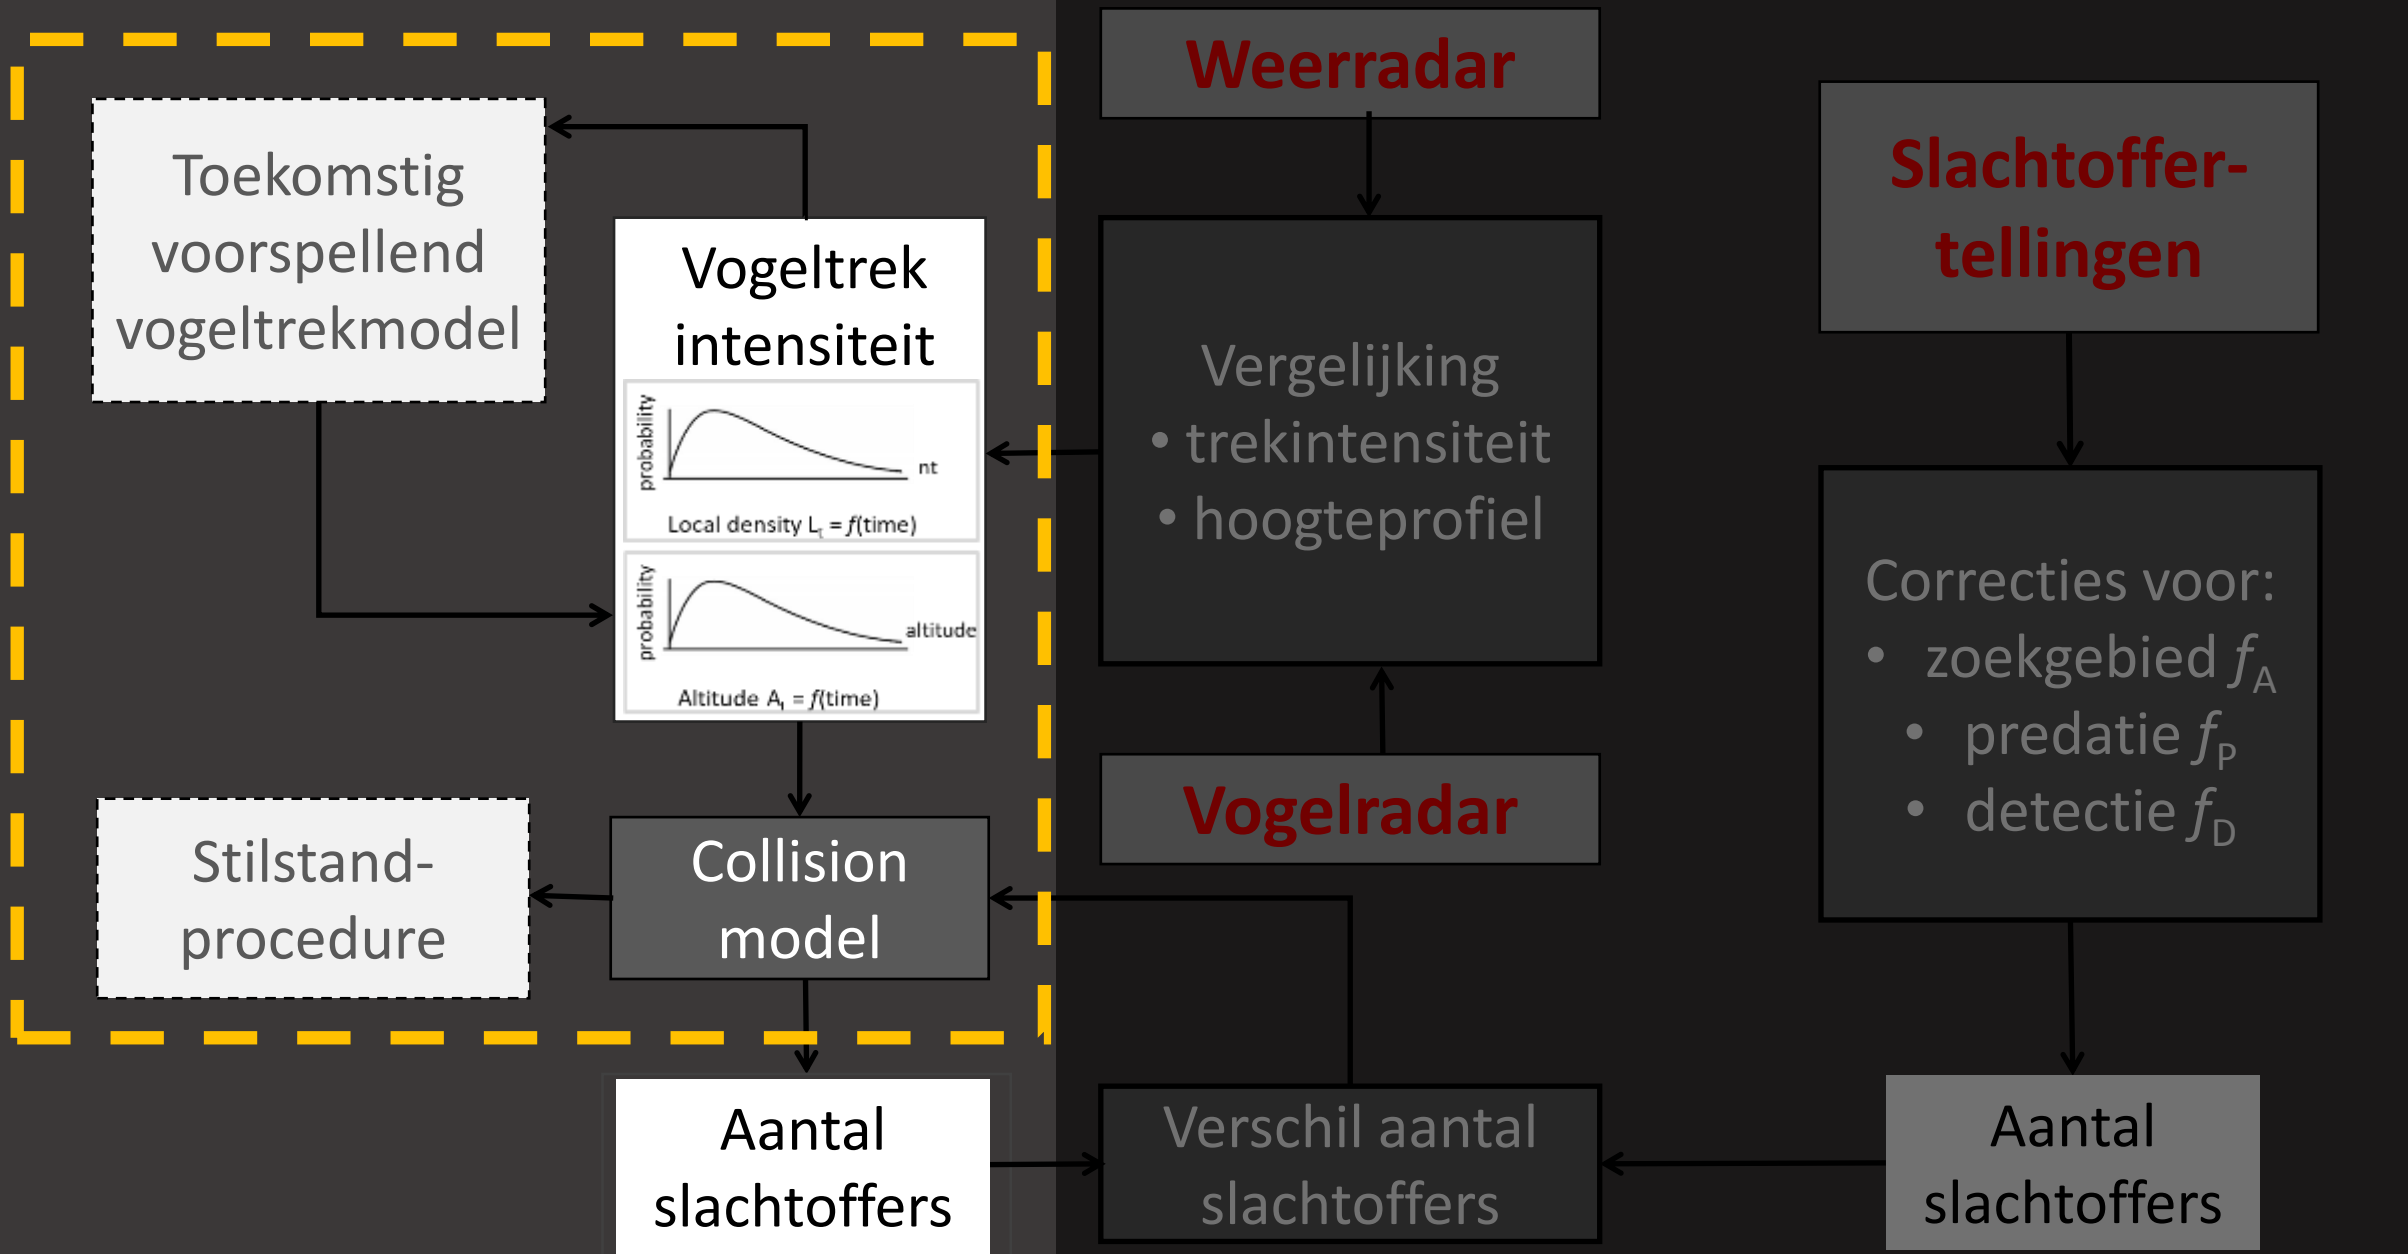 Toekomstig
voorspellend
vogeltrekmodel
Vogeltrek
intensiteit
probability
nt
Local density Lt = f(time)
probability
altitude
Altitude At = f(time)
Stilstand-
procedure
Collision
model
Aantal
slachtoffers
Weerradar
Vergelijking
• trekintensiteit
• hoogteprofiel
Vogelradar
Verschil aantal
slachtoffers
Slachtoffer-
tellingen
Correcties voor:
• zoekgebied fA
• predatie fP
• detectie fD
Aantal
slachtoffers